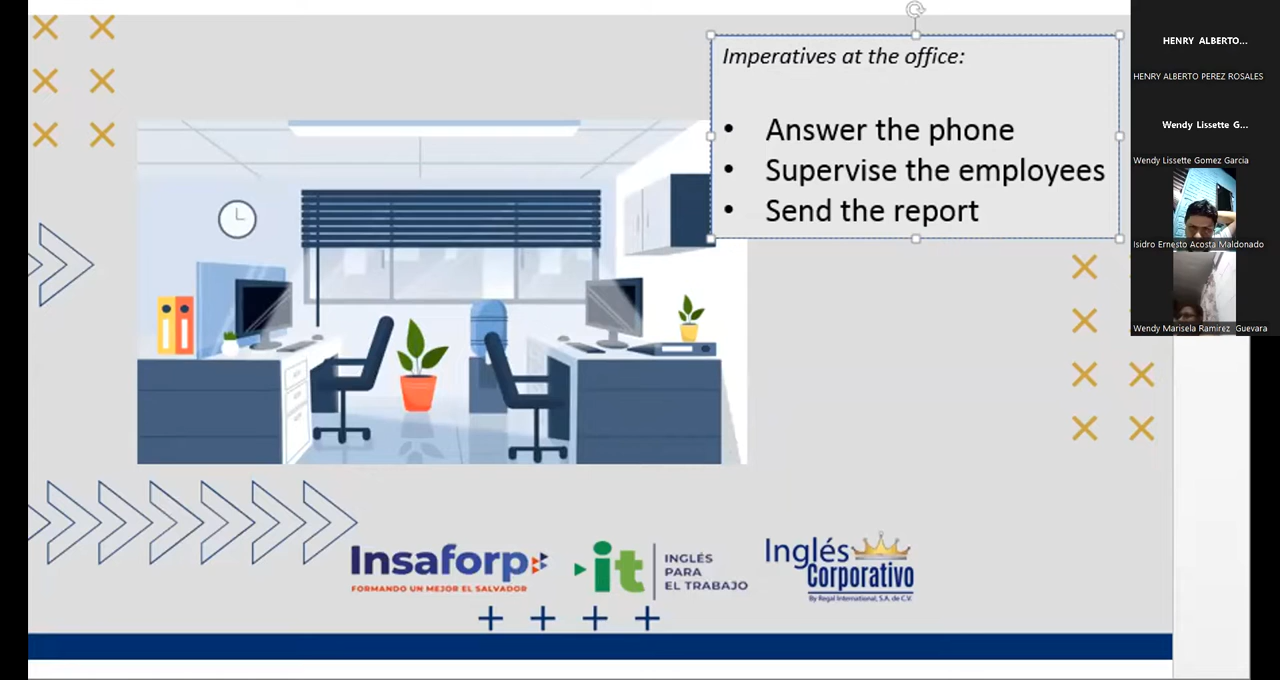 Imperatives at the office:
• Answer the phone
• Supervise the employees
• Send the report
HENRY ALBERTO...
HENRY ALBERTO PEREZ ROSALES
Wendy Lissette G...
Wendy Lissette Gomez Garcia
Isidro Ernesto Acosta Maldonado
Wendy Marisela Ramirez Guevara
Insaforp
FORMANDO UN MEJOR EL SALVADOR
it
INGLÉS
PARA
EL TRABAJO
Inglés
Corporativo
By Regal International, S.A. de C.V.